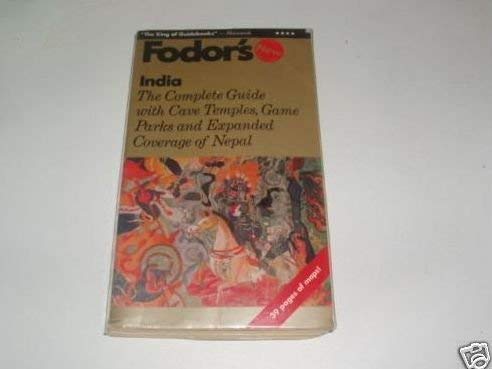 "The King of Guidebooks" – Newsweek
Fodor's New
India
The Complete Guide
with Cave Temples, Game
Parks and Expanded
Coverage of Nepal
39 pages of maps!